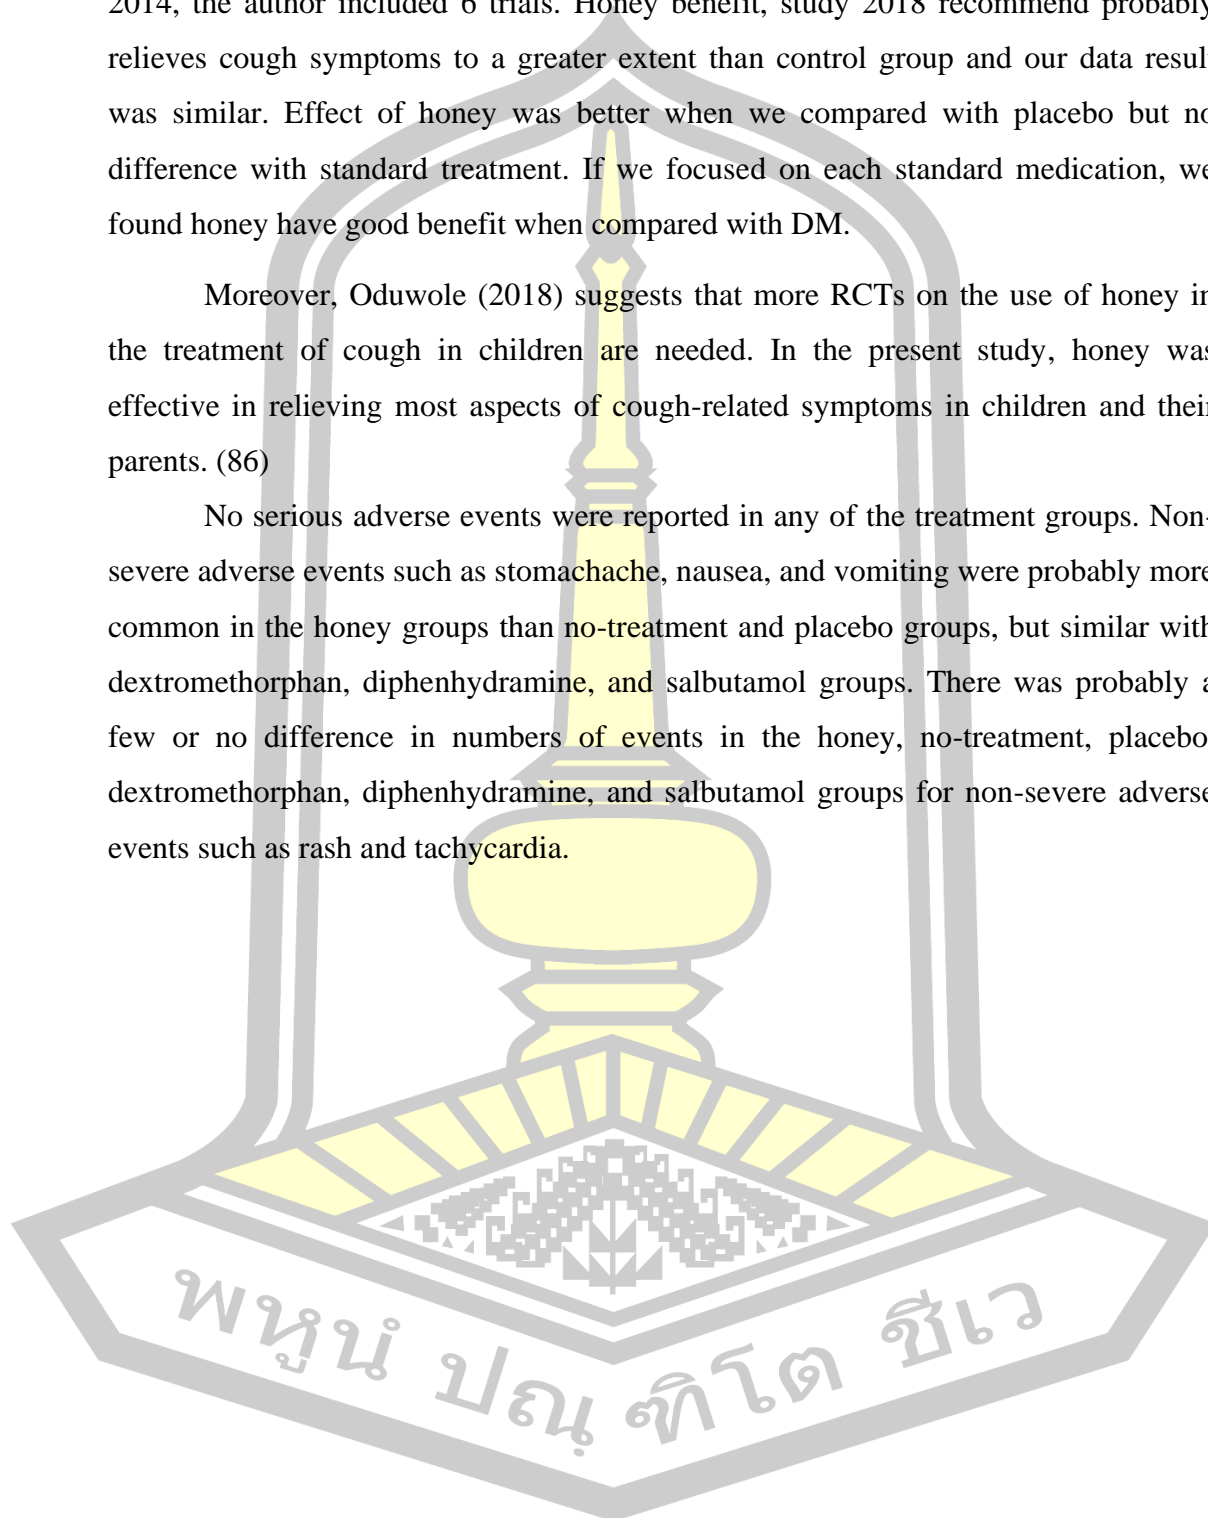 2014, the author included 6 trials. Honey benefit, study 2018 recommend probably
relieves cough symptoms to a greater extent than control group and our data result
was similar. Effect of honey was better when we compared with placebo but no
difference with standard treatment. If we focused on each standard medication, we
found honey have good benefit when compared with DM.
Moreover, Oduwole (2018) suggests that more RCTs on the use of honey in
the treatment of cough in children are needed. In the present study, honey was
effective in relieving most aspects of cough-related symptoms in children and their
parents. (86)
No serious adverse events were reported in any of the treatment groups. Non-
severe adverse events such as stomachache, nausea, and vomiting were probably more
common in the honey groups than no-treatment and placebo groups, but similar with
dextromethorphan, diphenhydramine, and salbutamol groups. There was probably a
few or no difference in numbers of events in the honey, no-treatment, placebo,
dextromethorphan, diphenhydramine, and salbutamol groups for non-severe adverse
events such as rash and tachycardia.
พหูนํ ปณฺฑิโต ชีเว